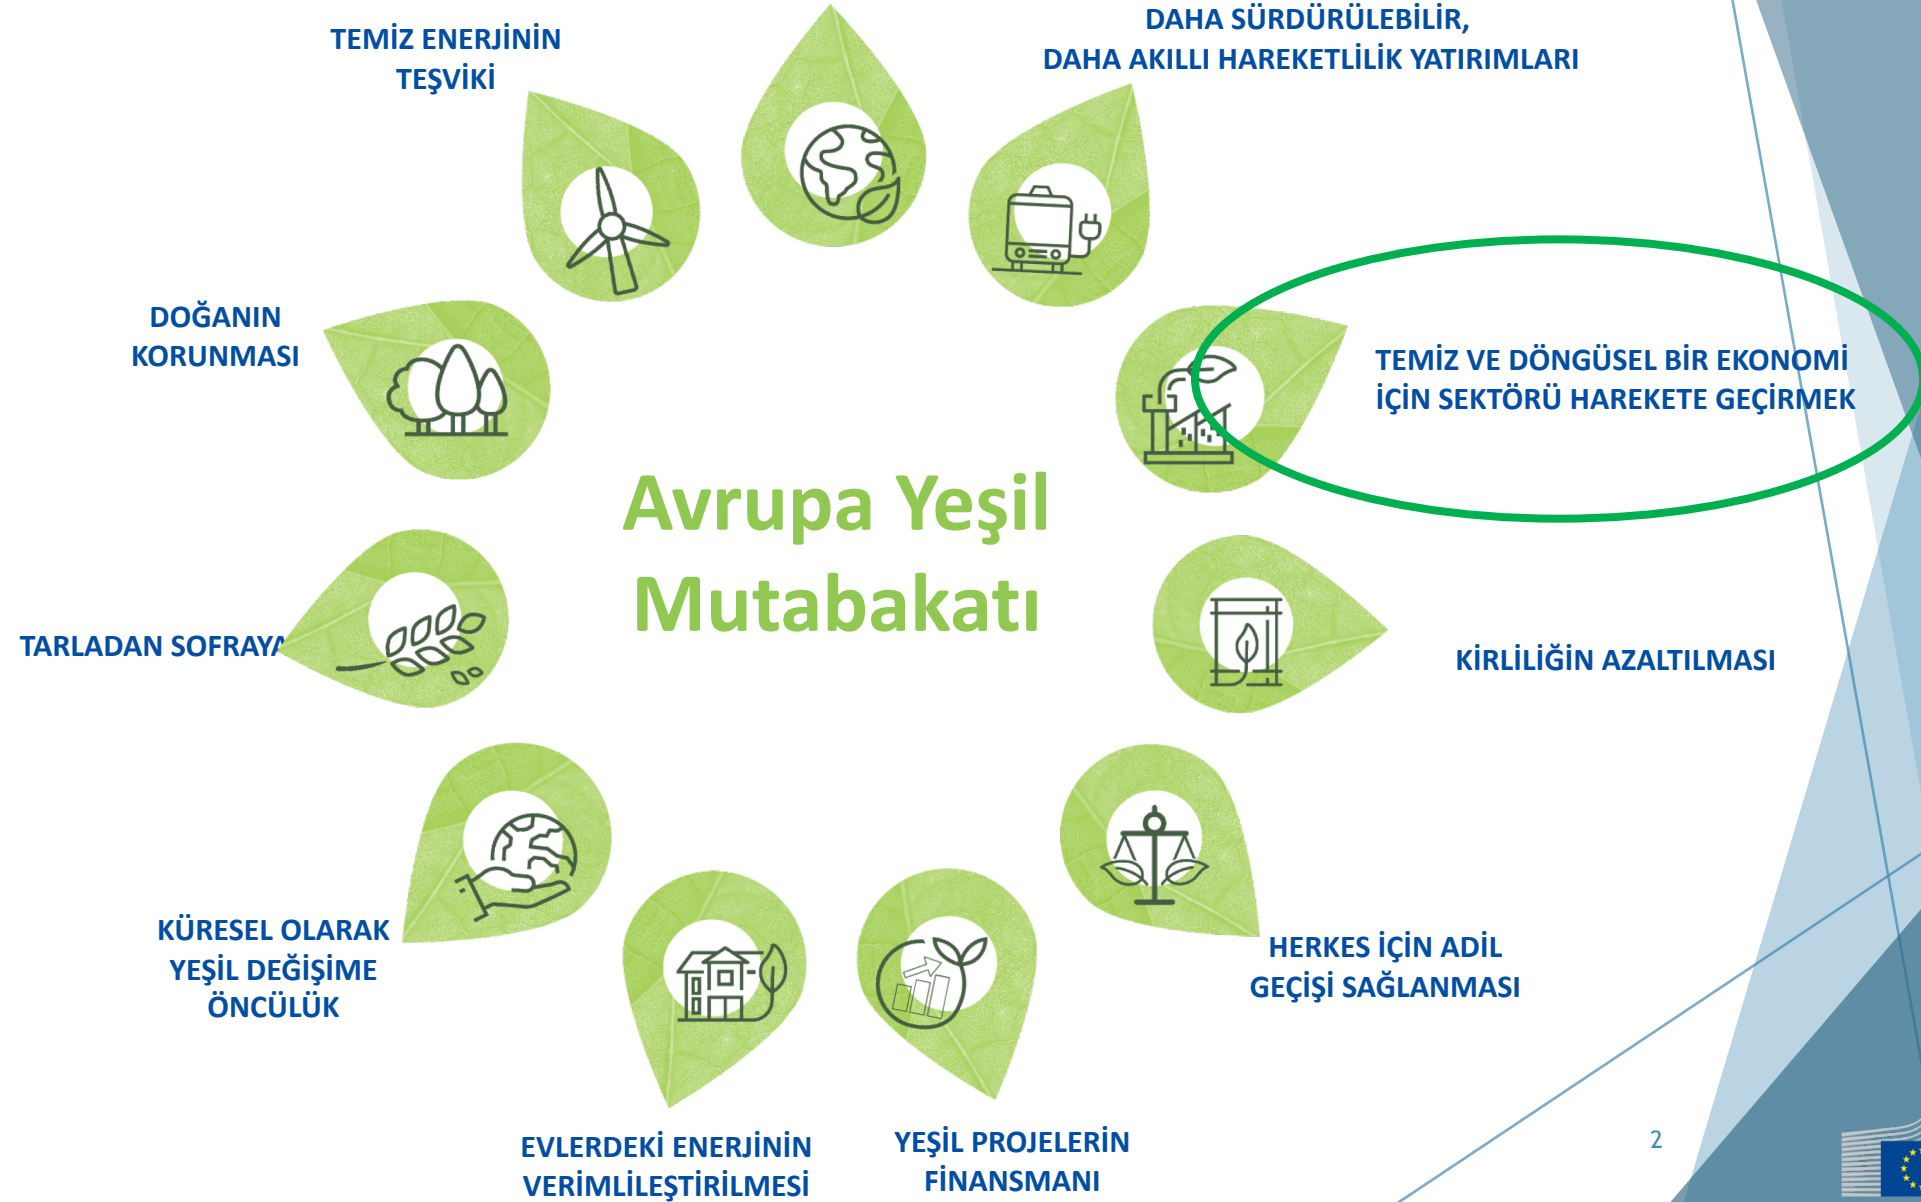 TEMİZ ENERJİNİN
TEŞVİKİ
DAHA SÜRDÜRÜLEBİLİR,
DAHA AKILLI HAREKETLİLİK YATIRIMLARI
DOĞANIN
KORUNMASI
TEMİZ VE DÖNGÜSEL BİR EKONOMİ
İÇİN SEKTÖRÜ HAREKETE GEÇİRMEK
Avrupa Yeşil
Mutabakatı
TARLADAN SOFRAYA
KİRLİLİĞİN AZALTILMASI
KÜRESEL OLARAK
YEŞİL DEĞİŞİME
ÖNCÜLÜK
HERKES İÇİN ADİL
GEÇİŞİ SAĞLANMASI
EVLERDEKİ ENERJİNİN
VERİMLİLEŞTİRİLMESİ
YEŞİL PROJELERİN
FİNANSMANI
2